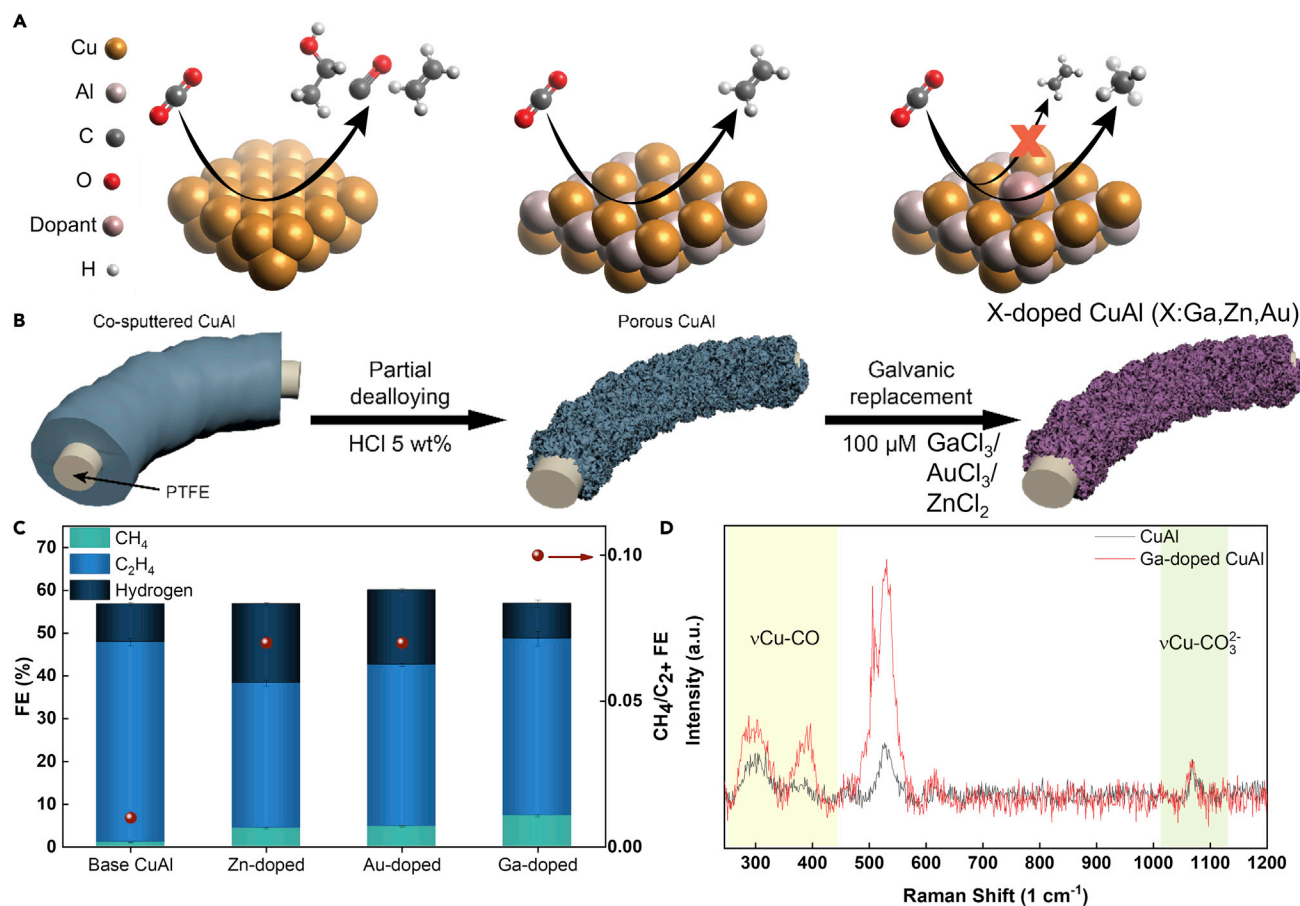 A
Cu
Al
C
O
Dopant
H
B
Co-sputtered CuAl
PTFE
Partial
dealloying
HCl 5 wt%
Porous CuAl
Galvanic
replacement
100 µM GaCl₃/
AuCl₃/
ZnCl₂
X-doped CuAl (X:Ga,Zn,Au)
C
CH₄
C₂H₄
Hydrogen
FE (%)
70
60
50
40
30
20
10
0
Base CuAl
Zn-doped
Au-doped
Ga-doped
0.10
0.05
0.00
CH₄/C₂₊ FE
D
CuAl
Ga-doped CuAl
νCu-CO
νCu-CO₃²⁻
Intensity (a.u.)
300 400 500 600 700 800 900 1000 1100 1200
Raman Shift (1 cm⁻¹)